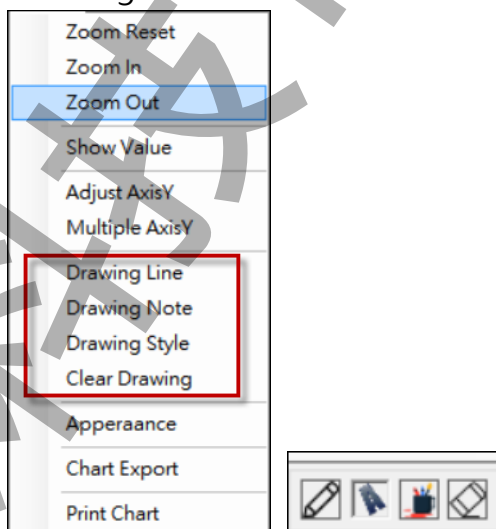 Zoom Reset
Zoom In
Zoom Out
Show Value
Adjust AxisY
Multiple AxisY
Drawing Line
Drawing Note
Drawing Style
Clear Drawing
Apperaance
Chart Export
Print Chart